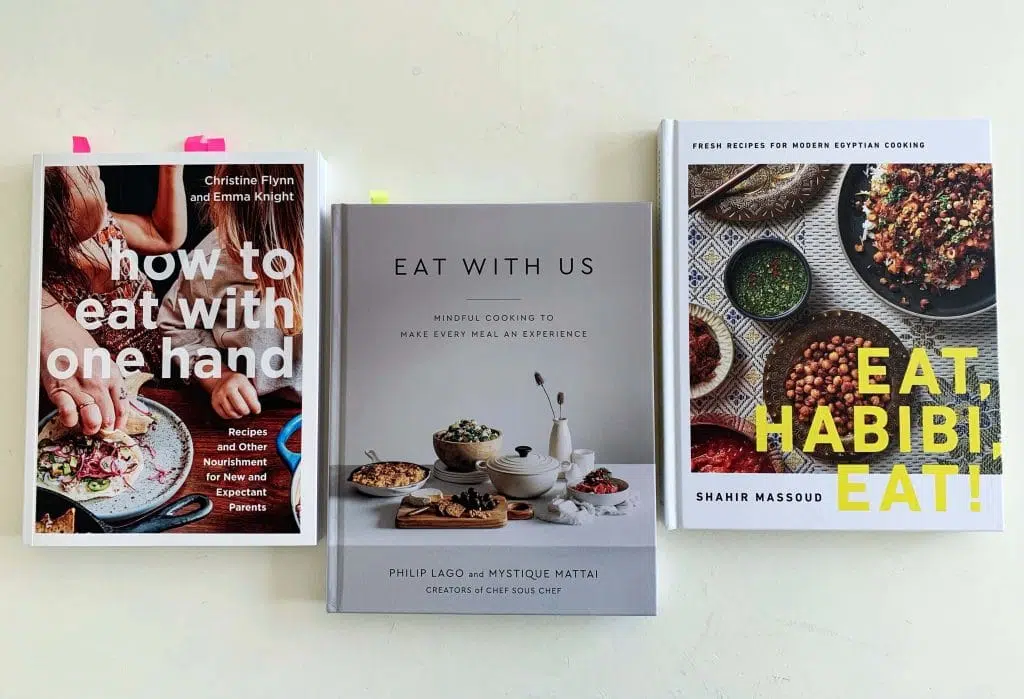 Christine Flynn
and Emma Knight
how to
eat with
one hand
Recipes
and Other
Nourishment
for New and
Expectant
Parents
EAT WITH US
MINDFUL COOKING TO
MAKE EVERY MEAL AN EXPERIENCE
PHILIP LAGO and MYSTIQUE MATTAI
CREATORS of CHEF SOUS CHEF
FRESH RECIPES FOR MODERN EGYPTIAN COOKING
EAT,
HABIBI,
EAT!
SHAHIR MASSOUD